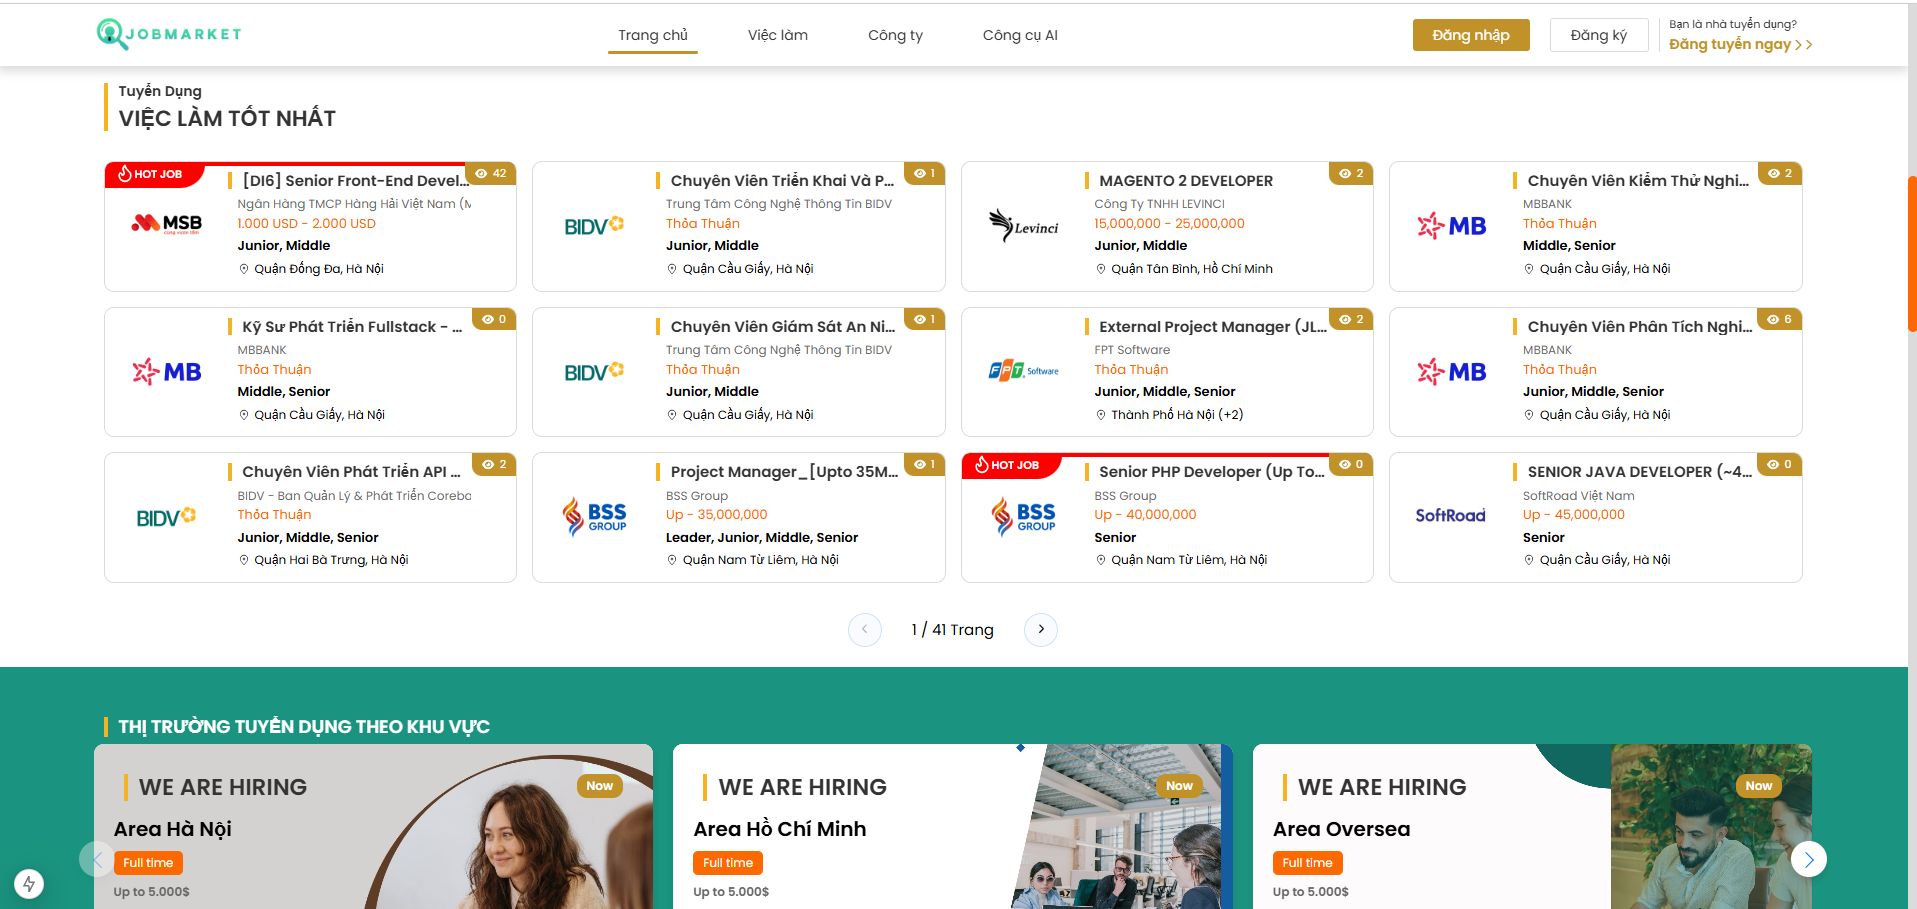 JOBMARKET
Trang chủ
Việc làm
Công ty
Công cụ AI
Đăng nhập
Đăng ký
Bạn là nhà tuyển dụng?
Đăng tuyển ngay
Tuyển Dụng
VIỆC LÀM TỐT NHẤT
HOT JOB
[DI6] Senior Front-End Devel...
42
MSB
Ngân Hàng TMCP Hàng Hải Việt Nam (M
1.000 USD - 2.000 USD
Junior, Middle
Quận Đống Đa, Hà Nội
Chuyên Viên Triển Khai Và P...
1
BIDV
Trung Tâm Công Nghệ Thông Tin BIDV
Thỏa Thuận
Junior, Middle
Quận Cầu Giấy, Hà Nội
MAGENTO 2 DEVELOPER
2
Levinci
Công Ty TNHH LEVINCI
15,000,000 - 25,000,000
Junior, Middle
Quận Tân Bình, Hồ Chí Minh
Chuyên Viên Kiểm Thử Nghi...
2
MB
MBBANK
Thỏa Thuận
Middle, Senior
Quận Cầu Giấy, Hà Nội
Kỹ Sư Phát Triển Fullstack - ...
0
MB
MBBANK
Thỏa Thuận
Middle, Senior
Quận Cầu Giấy, Hà Nội
Chuyên Viên Giám Sát An Ni...
1
BIDV
Trung Tâm Công Nghệ Thông Tin BIDV
Thỏa Thuận
Junior, Middle
Quận Cầu Giấy, Hà Nội
External Project Manager (JL...
2
FPT Software
FPT Software
Thỏa Thuận
Junior, Middle, Senior
Thành Phố Hà Nội (+2)
Chuyên Viên Phân Tích Nghi...
6
MB
MBBANK
Thỏa Thuận
Junior, Middle, Senior
Quận Cầu Giấy, Hà Nội
Chuyên Viên Phát Triển API ...
2
BIDV
BIDV - Ban Quản Lý & Phát Triển Coreba
Thỏa Thuận
Junior, Middle, Senior
Quận Hai Bà Trưng, Hà Nội
Project Manager_[Upto 35M...
1
BSS GROUP
BSS Group
Up - 35,000,000
Leader, Junior, Middle, Senior
Quận Nam Từ Liêm, Hà Nội
HOT JOB
Senior PHP Developer (Up To...
0
BSS GROUP
BSS Group
Up - 40,000,000
Senior
Quận Nam Từ Liêm, Hà Nội
SENIOR JAVA DEVELOPER (~4...
0
SoftRoad
SoftRoad Việt Nam
Up - 45,000,000
Senior
Quận Cầu Giấy, Hà Nội
1 / 41 Trang
THỊ TRƯỜNG TUYỂN DỤNG THEO KHU VỰC
WE ARE HIRING
Now
Area Hà Nội
Full time
Up to 5.000$
WE ARE HIRING
Now
Area Hồ Chí Minh
Full time
Up to 5.000$
WE ARE HIRING
Now
Area Oversea
Full time
Up to 5.000$